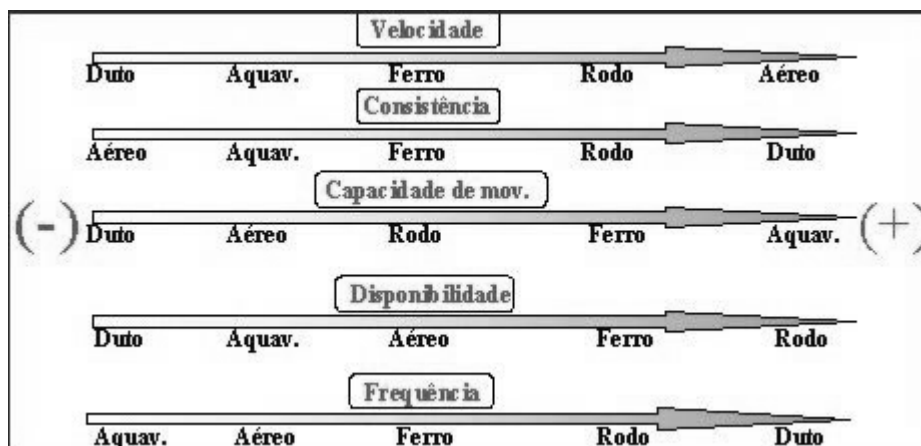 Velocidade
Duto Aquav. Ferro Rodo Aéreo
Consistência
Aéreo Aquav. Ferro Rodo Duto
Capacidade de mov.
(-) (+)
Duto Aéreo Rodo Ferro Aquav.
Disponibilidade
Duto Aquav. Aéreo Ferro Rodo
Frequência
Aquav. Aéreo Ferro Rodo Duto